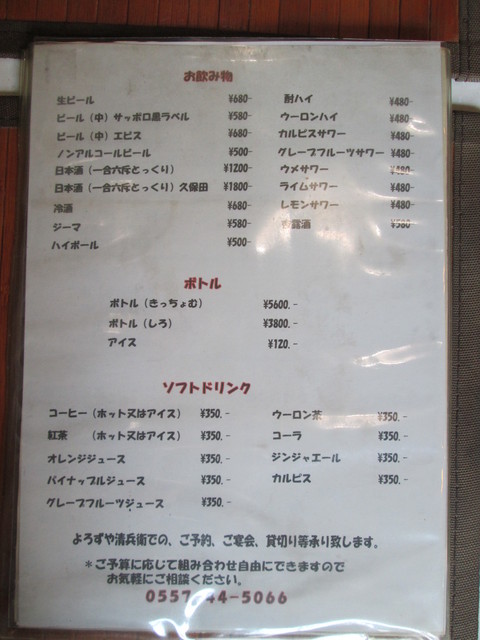 お飲み物
生ビール ¥680-
ビール（中）サッポロ黒ラベル ¥580-
ビール（中）エビス ¥680-
ノンアルコールビール ¥500-
日本酒（一合六斥とっくり） ¥1200-
日本酒（一合六斥とっくり）久保田 ¥1800-
冷酒 ¥680-
ジーマ ¥580-
ハイボール ¥500-
酎ハイ ¥480-
ウーロンハイ ¥480-
カルピスサワー ¥480-
グレープフルーツサワー ¥480-
ウメサワー ¥480-
ライムサワー ¥480-
レモンサワー ¥480-
露酒 ¥580-
ボトル
ボトル（きっちょむ） ¥5600.-
ボトル（しろ） ¥3800.-
アイス ¥120.-
ソフトドリンク
コーヒー（ホット又はアイス） ¥350.-
紅茶 （ホット又はアイス） ¥350.-
オレンジジュース ¥350.-
パイナップルジュース ¥350.-
グレープフルーツジュース ¥350.-
ウーロン茶 ¥350.-
コーラ ¥350.-
ジンジャエール ¥350.-
カルピス ¥350.-
よろずや清兵衛での、ご予約、ご宴会、貸切り等承り致します。
＊ご予算に応じて組み合わせ自由にできますので
お気軽にご相談ください。
0557-44-5066